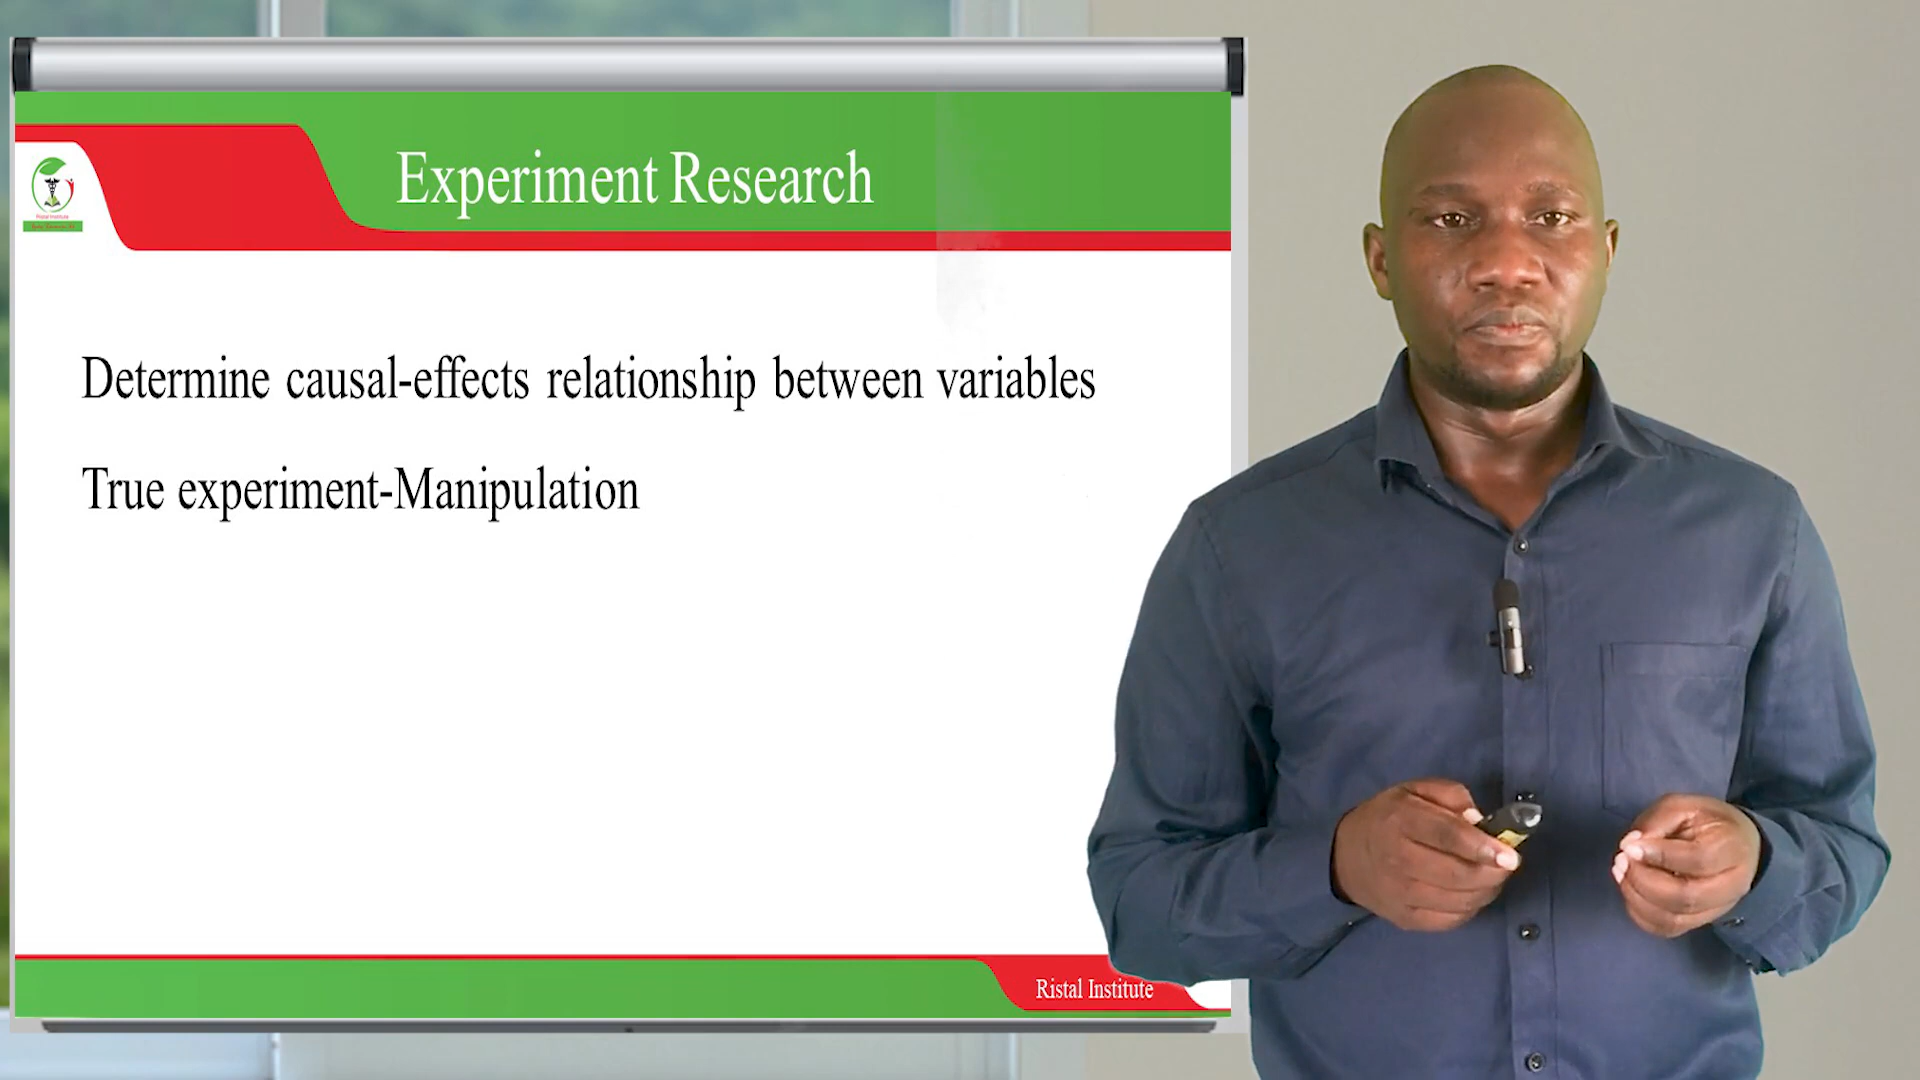 Experiment Research
Determine causal-effects relationship between variables
True experiment-Manipulation
Ristal Institute